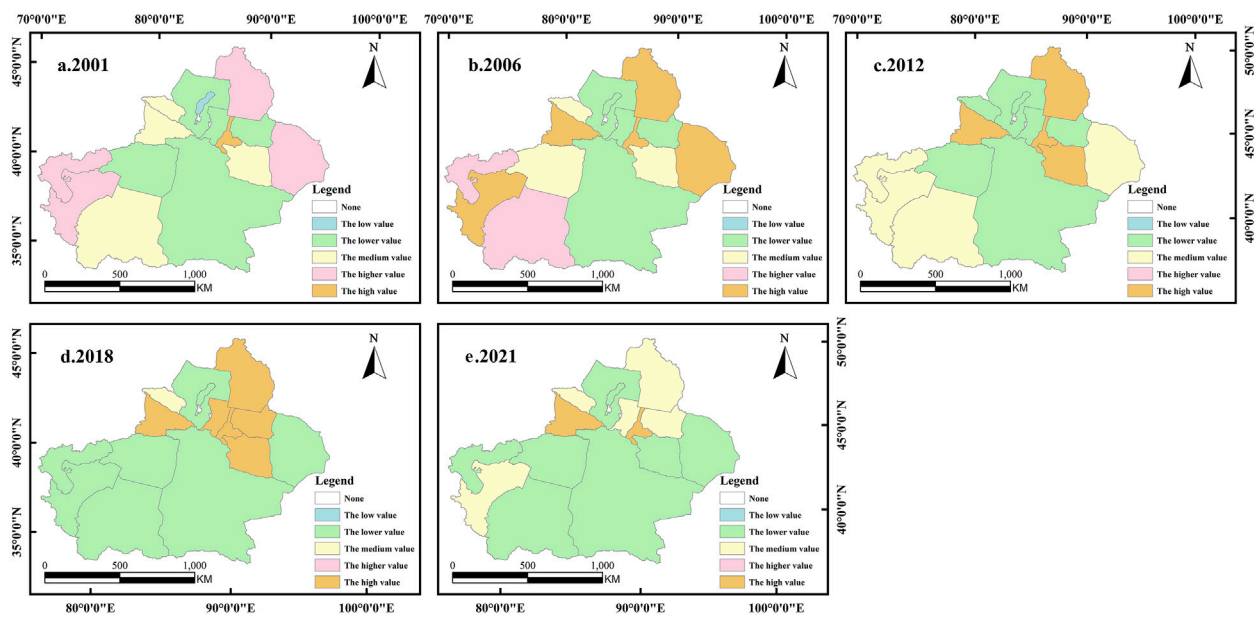 70°0'0"E 80°0'0"E 90°0'0"E 100°0'0"E 70°0'0"E 80°0'0"E 90°0'0"E 100°0'0"E 70°0'0"E 80°0'0"E 90°0'0"E 100°0'0"E
45°0'0"N
40°0'0"N
35°0'0"N
a.2001
N
Legend
None
The low value
The lower value
The medium value
The higher value
The high value
0 500 1,000
KM
b.2006
N
Legend
None
The low value
The lower value
The medium value
The higher value
The high value
0 500 1,000
KM
c.2012
N
Legend
None
The low value
The lower value
The medium value
The higher value
The high value
0 500 1,000
KM
50°0'0"N
45°0'0"N
40°0'0"N
45°0'0"N
40°0'0"N
35°0'0"N
d.2018
N
Legend
None
The low value
The lower value
The medium value
The higher value
The high value
0 500 1,000
KM
e.2021
N
Legend
None
The low value
The lower value
The medium value
The higher value
The high value
0 500 1,000
KM
50°0'0"N
45°0'0"N
40°0'0"N
80°0'0"E 90°0'0"E 100°0'0"E 80°0'0"E 90°0'0"E 100°0'0"E